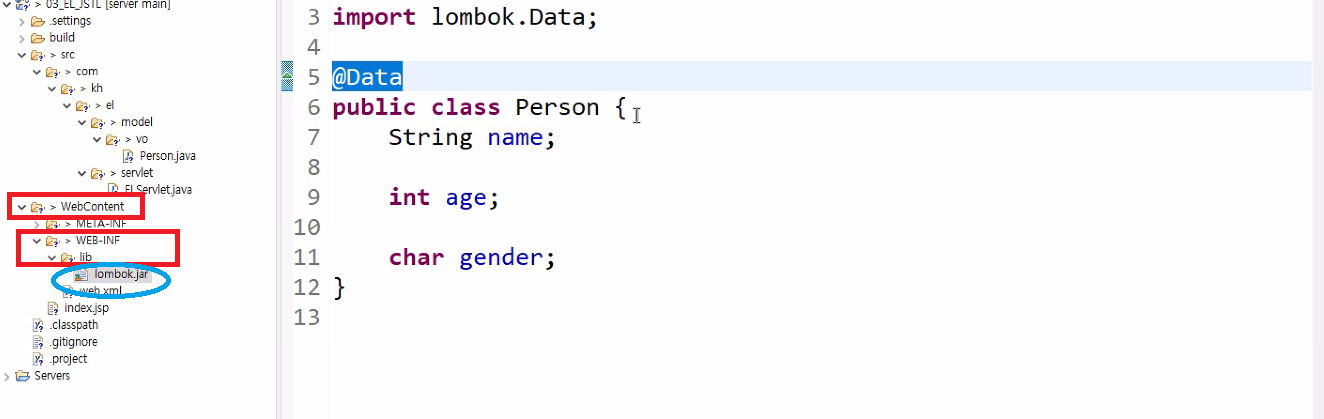 > 03_EL_JSTL [server main]
.settings
build
> src
> com
> kh
> el
> model
> vo
Person.java
> servlet
ELServlet.java
> WebContent
> META-INF
> WEB-INF
lib
lombok.jar
web.xml
index.jsp
.classpath
.gitignore
.project
Servers
3 import lombok.Data;
4
5 @Data
6 public class Person {
7 String name;
8
9 int age;
10
11 char gender;
12 }
13